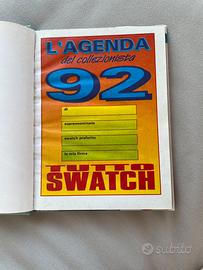 L'AGENDA
del collezionista
92
di
soprannominato
swatch preferito
la mia firma
TUTTO
SWATCH
subito